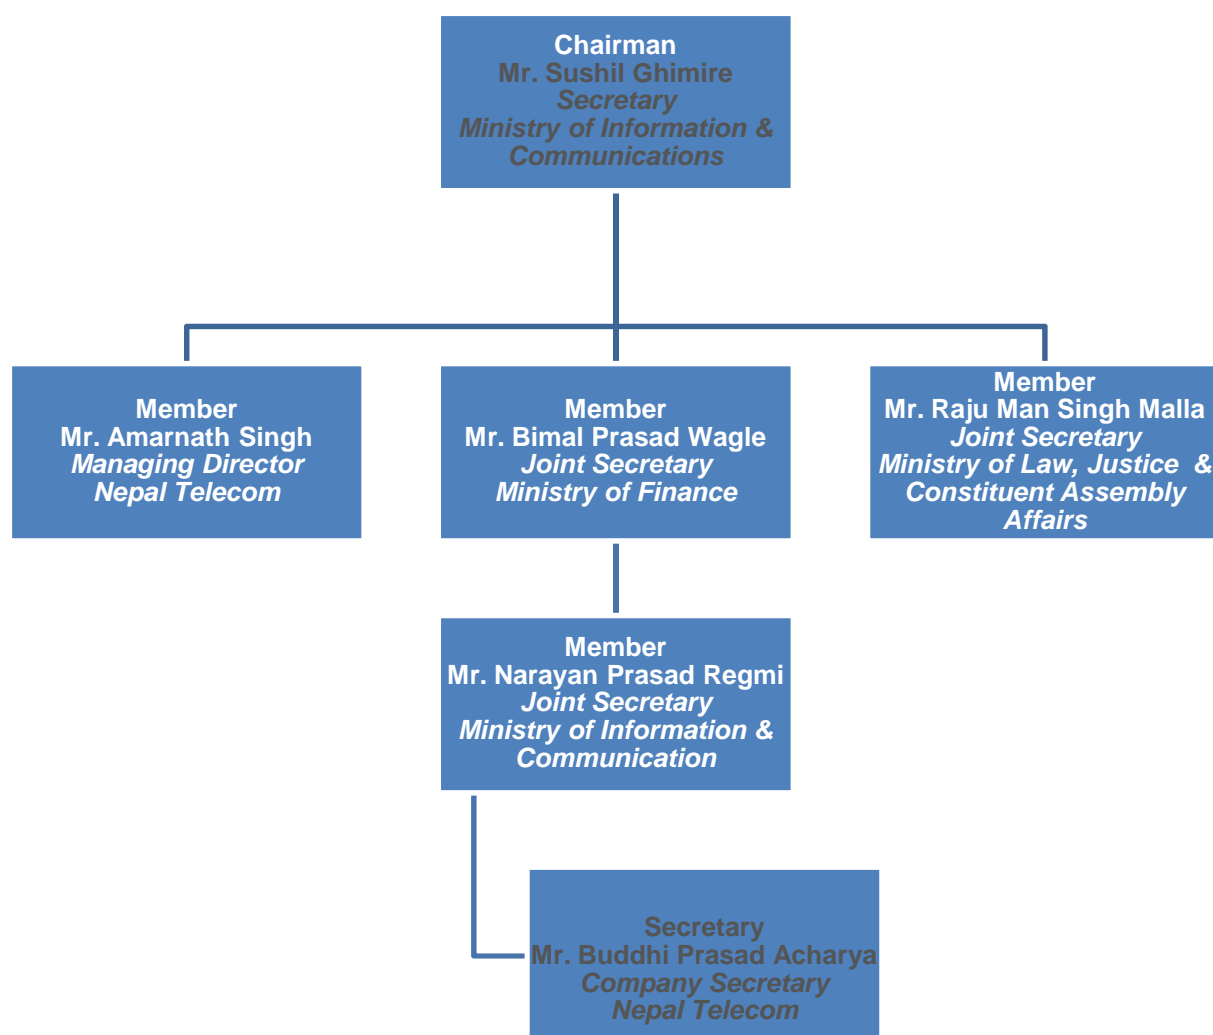 Chairman
Mr. Sushil Ghimire
Secretary
Ministry of Information &
Communications
Member
Mr. Amarnath Singh
Managing Director
Nepal Telecom
Member
Mr. Bimal Prasad Wagle
Joint Secretary
Ministry of Finance
Member
Mr. Raju Man Singh Malla
Joint Secretary
Ministry of Law, Justice  &
Constituent Assembly
Affairs
Member
Mr. Narayan Prasad Regmi
Joint Secretary
Ministry of Information &
Communication
Secretary
Mr. Buddhi Prasad Acharya
Company Secretary
Nepal Telecom